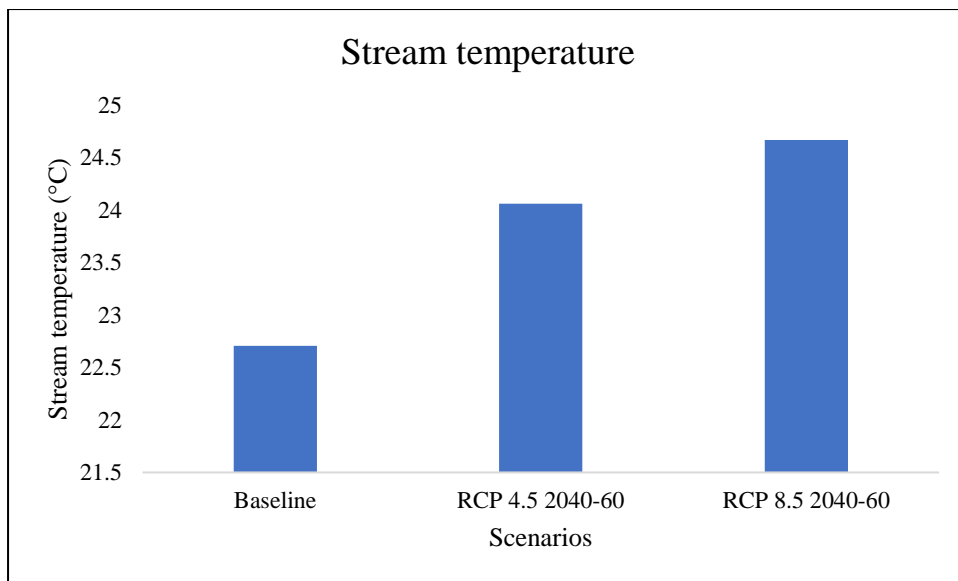 Stream temperature
Stream temperature (°C)
25
24.5
24
23.5
23
22.5
22
21.5
Baseline
RCP 4.5 2040-60
RCP 8.5 2040-60
Scenarios